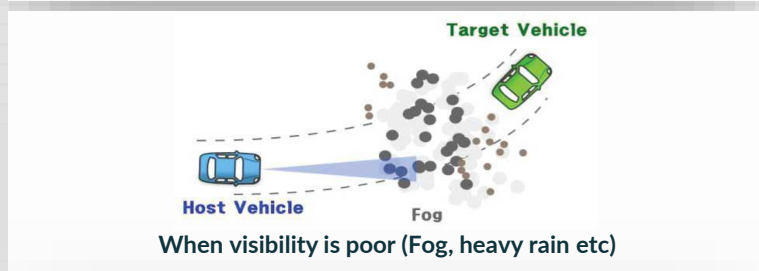 Target Vehicle
Host Vehicle
Fog
When visibility is poor (Fog, heavy rain etc)